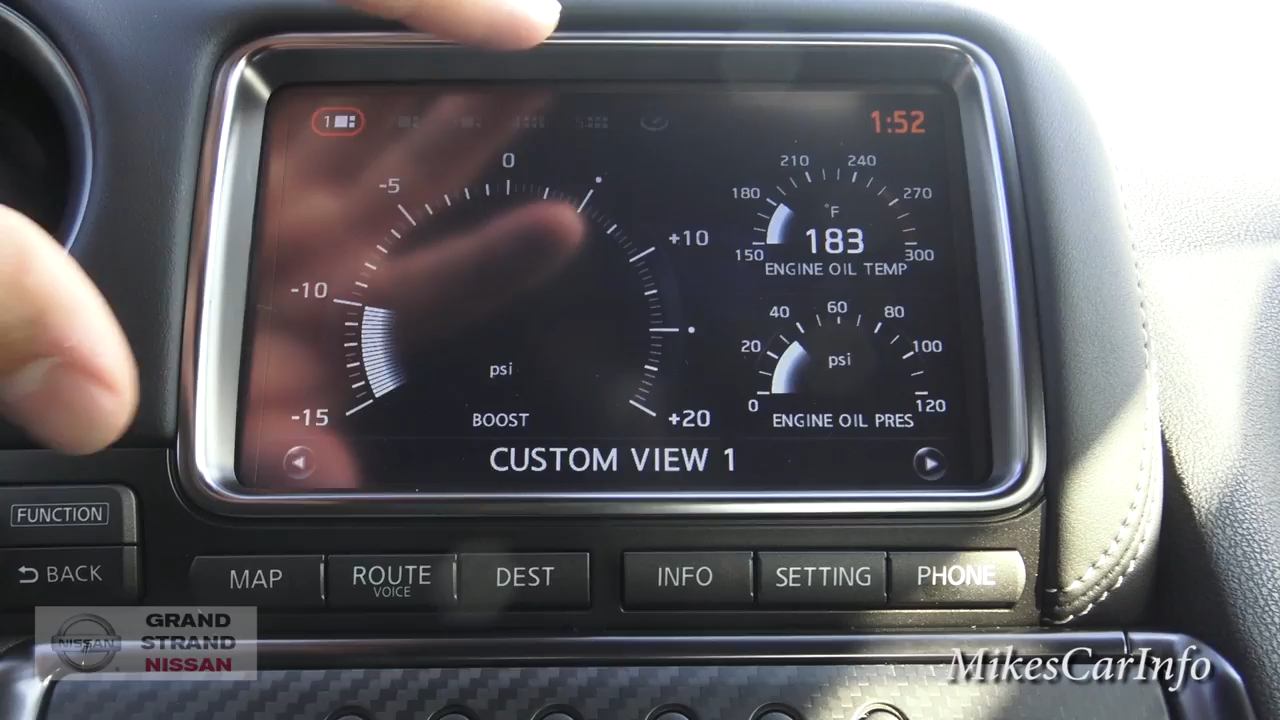 1
1:52
0
-5
-10
-15
+10
+20
psi
BOOST
210
240
180
270
°F
183
150
300
ENGINE OIL TEMP
60
40
80
20
100
psi
0
120
ENGINE OIL PRES
CUSTOM VIEW 1
FUNCTION
BACK
MAP
ROUTE
VOICE
DEST
INFO
SETTING
PHONE
NISSAN
GRAND
STRAND
NISSAN
MikesCarInfo